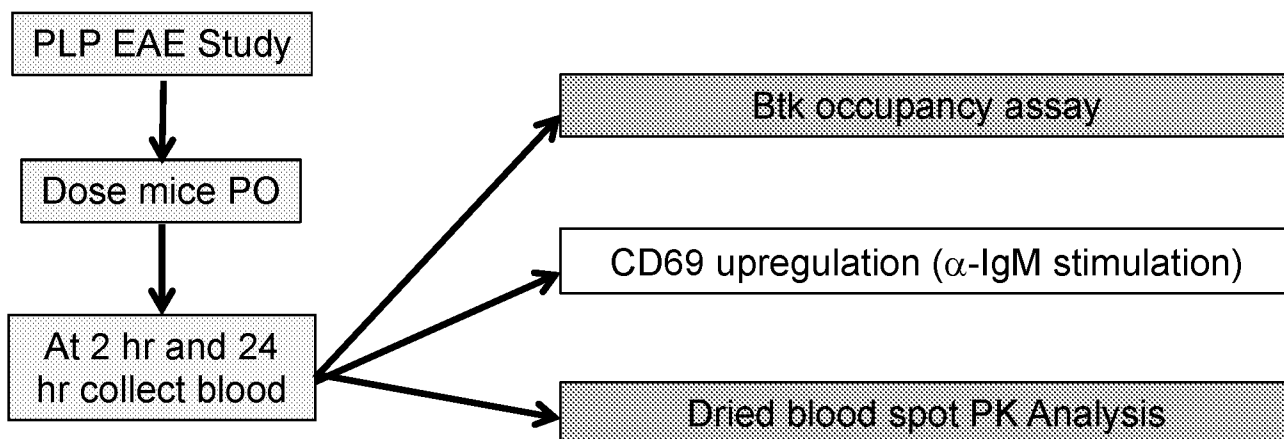 PLP EAE Study
Dose mice PO
At 2 hr and 24
hr collect blood
Btk occupancy assay
CD69 upregulation (α-IgM stimulation)
Dried blood spot PK Analysis